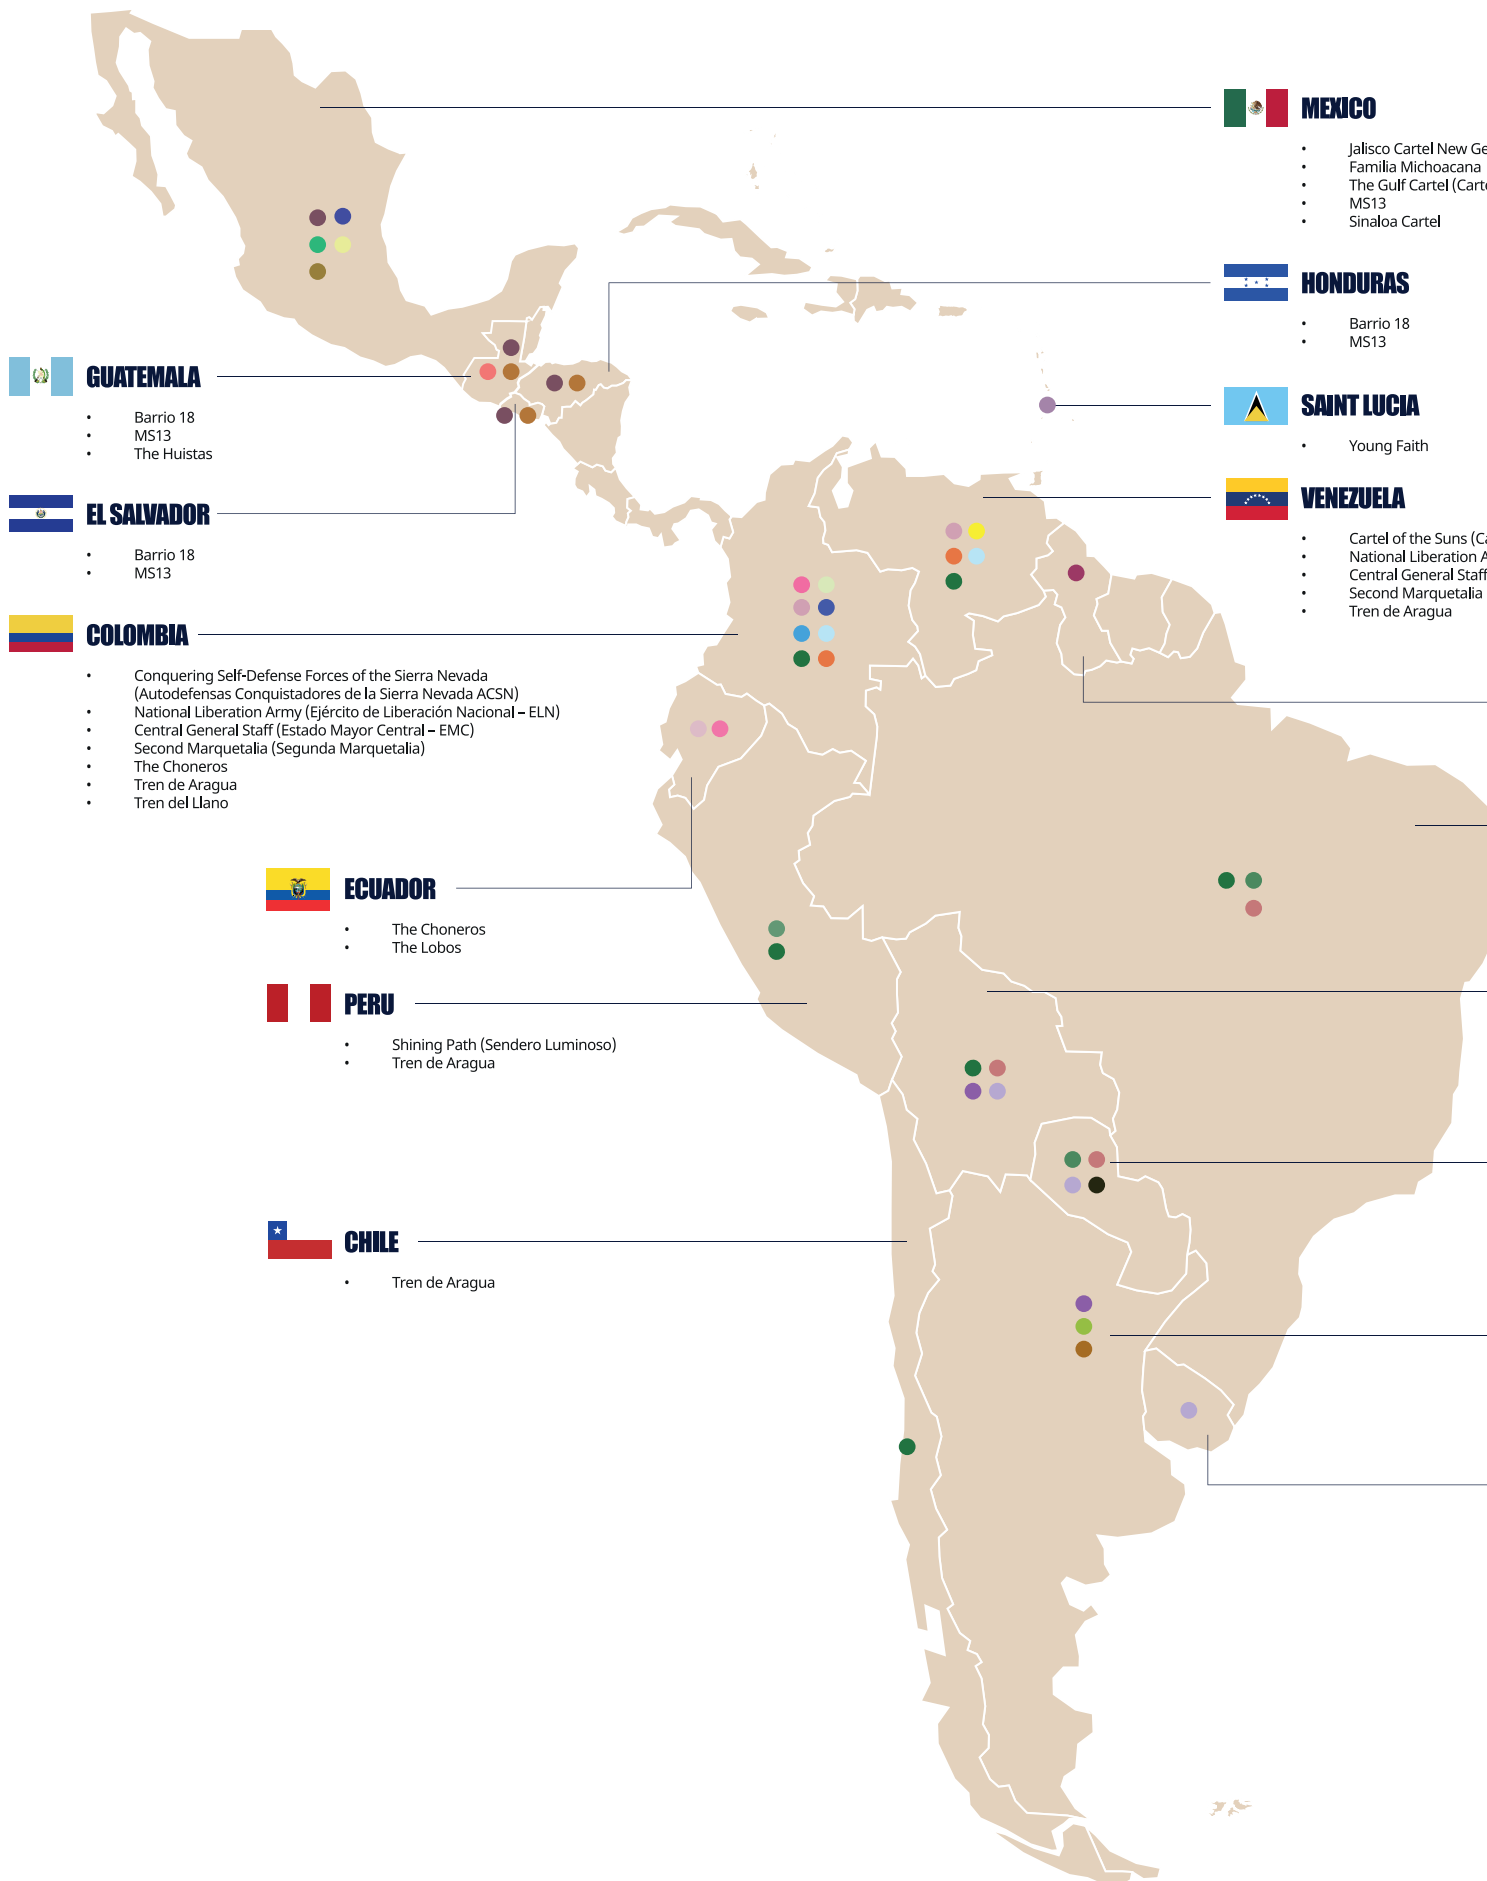 MEXICO
• Jalisco Cartel New Ge
• Familia Michoacana
• The Gulf Cartel (Carte
• MS13
• Sinaloa Cartel
HONDURAS
• Barrio 18
• MS13
GUATEMALA
• Barrio 18
• MS13
• The Huistas
SAINT LUCIA
• Young Faith
EL SALVADOR
• Barrio 18
• MS13
VENEZUELA
• Cartel of the Suns (Ca
• National Liberation A
• Central General Staff
• Second Marquetalia
• Tren de Aragua
COLOMBIA
• Conquering Self-Defense Forces of the Sierra Nevada
(Autodefensas Conquistadores de la Sierra Nevada ACSN)
• National Liberation Army (Ejército de Liberación Nacional – ELN)
• Central General Staff (Estado Mayor Central – EMC)
• Second Marquetalia (Segunda Marquetalia)
• The Choneros
• Tren de Aragua
• Tren del Llano
ECUADOR
• The Choneros
• The Lobos
PERU
• Shining Path (Sendero Luminoso)
• Tren de Aragua
CHILE
• Tren de Aragua